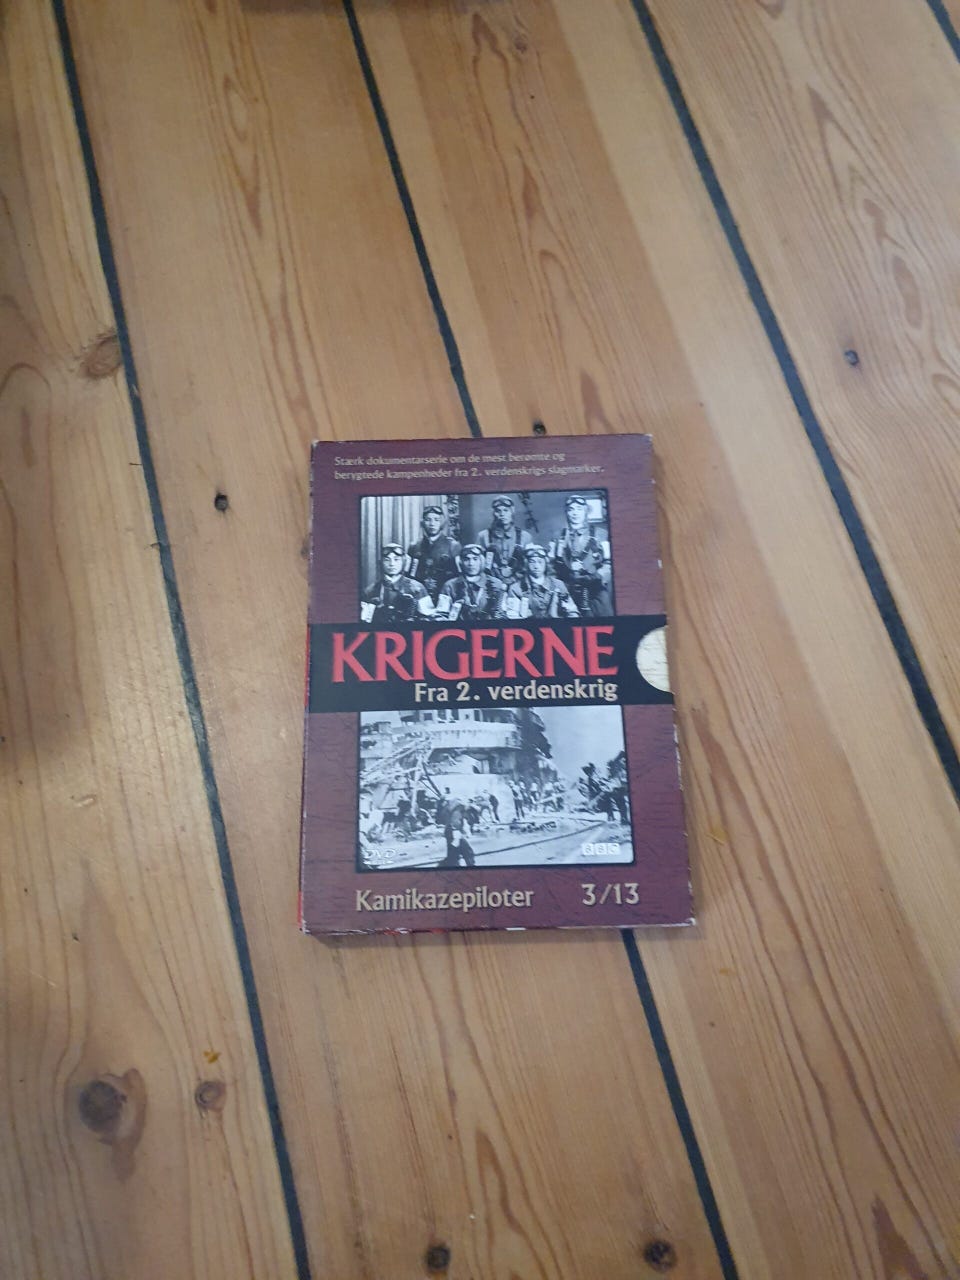 Stærk dokumentarserie om de mest berømte og
berygtede kampenheder fra 2. verdenskrigs slagmarker.
KRIGERNE
Fra 2. verdenskrig
DVD
BBC
Kamikazepiloter 3/13